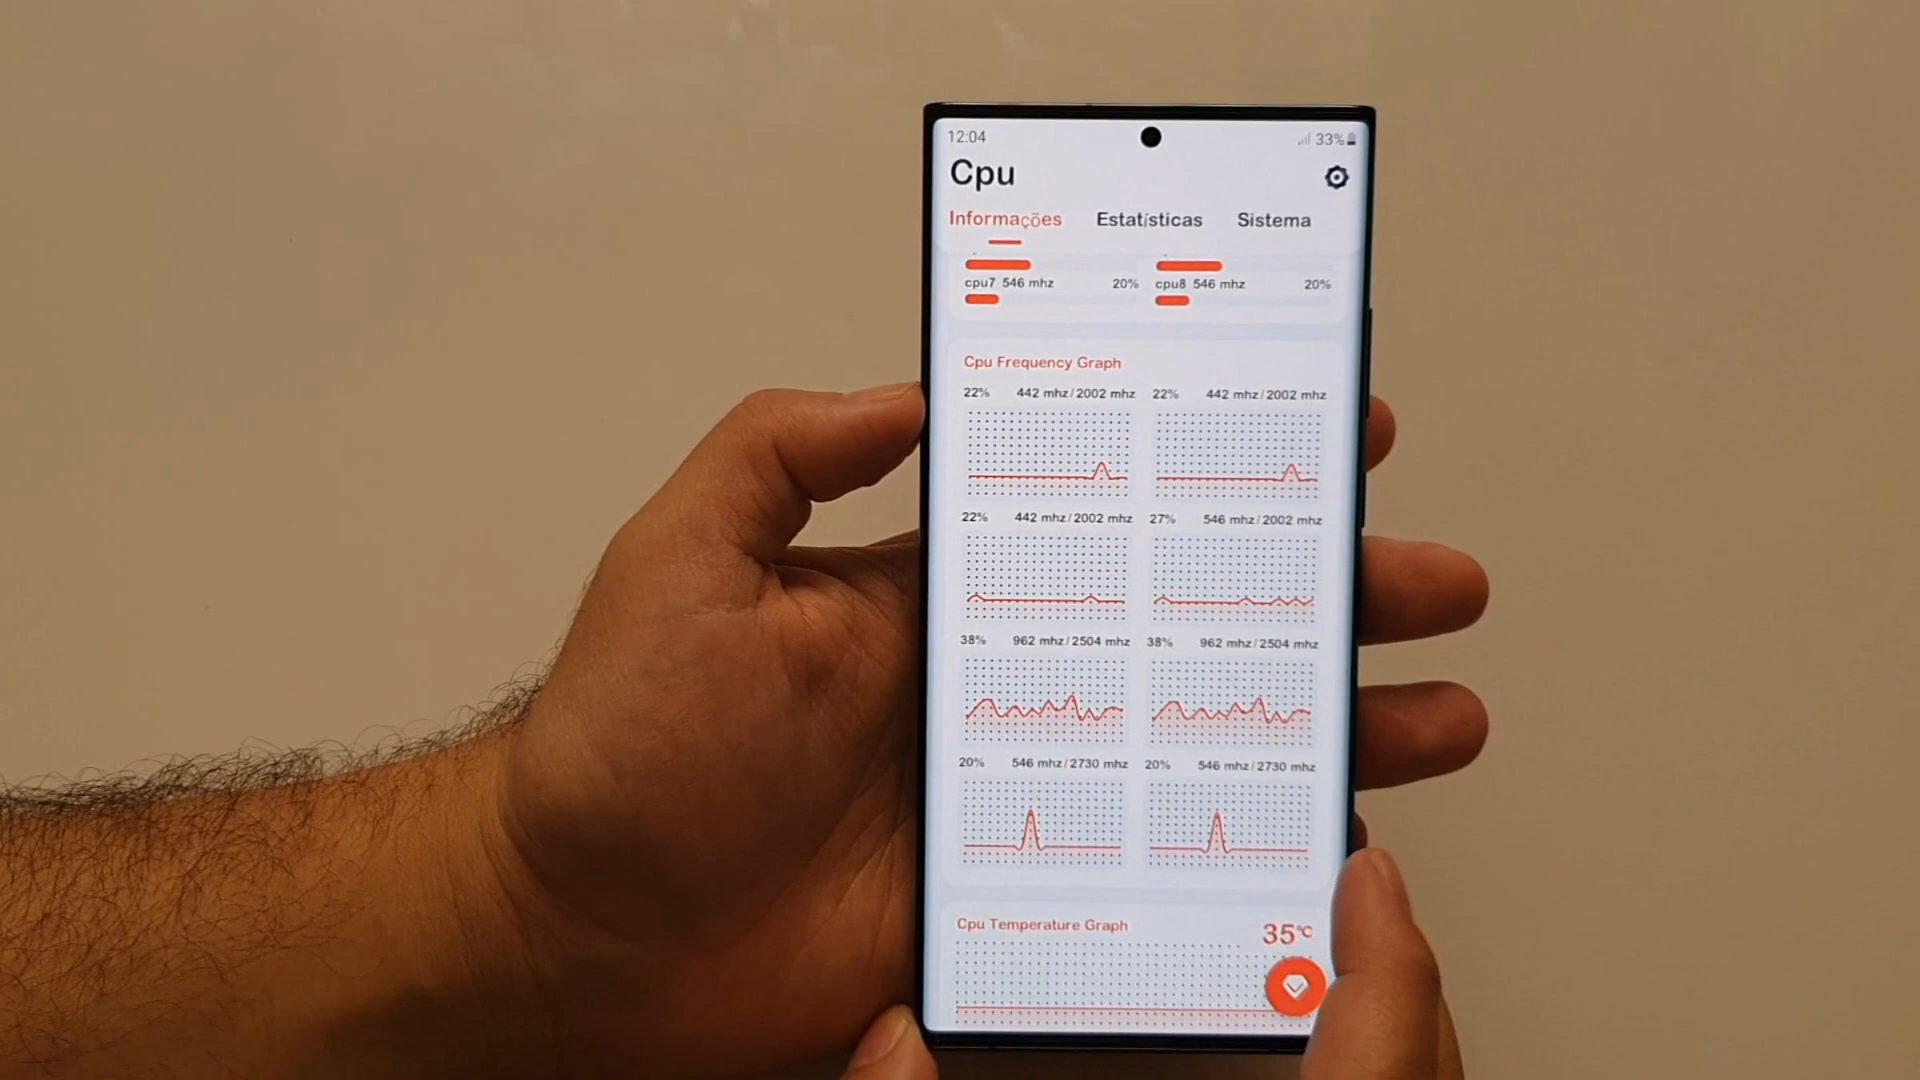 12:04 33%
Cpu
Informações Estatísticas Sistema
cpu7 546 mhz 20% cpu8 546 mhz 20%
Cpu Frequency Graph
22% 442 mhz/2002 mhz 22% 442 mhz/2002 mhz
22% 442 mhz/2002 mhz 27% 546 mhz/2002 mhz
38% 962 mhz/2504 mhz 38% 962 mhz/2504 mhz
20% 546 mhz/2730 mhz 20% 546 mhz/2730 mhz
Cpu Temperature Graph 35°C